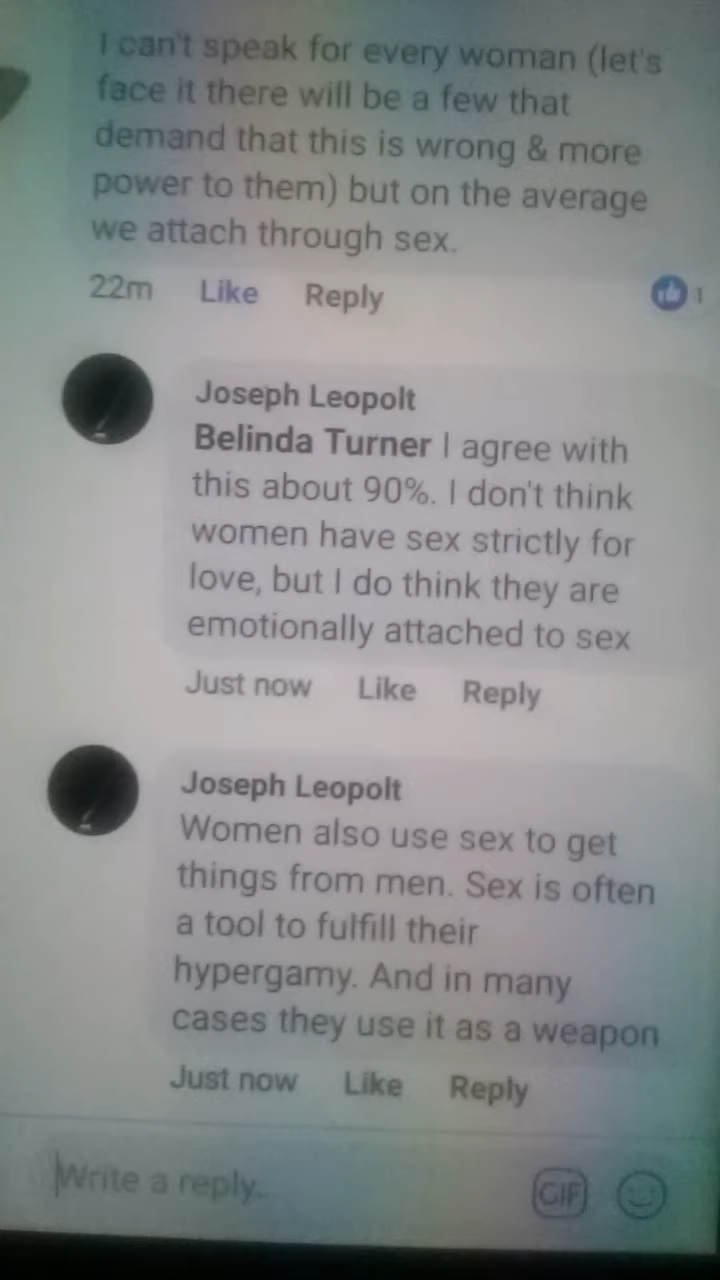 I can't speak for every woman (let's
face it there will be a few that
demand that this is wrong & more
power to them) but on the average
we attach through sex.
22m Like Reply 1
Joseph Leopolt
Belinda Turner I agree with
this about 90%. I don't think
women have sex strictly for
love, but I do think they are
emotionally attached to sex
Just now Like Reply
Joseph Leopolt
Women also use sex to get
things from men. Sex is often
a tool to fulfill their
hypergamy. And in many
cases they use it as a weapon
Just now Like Reply
Write a reply...
GIF